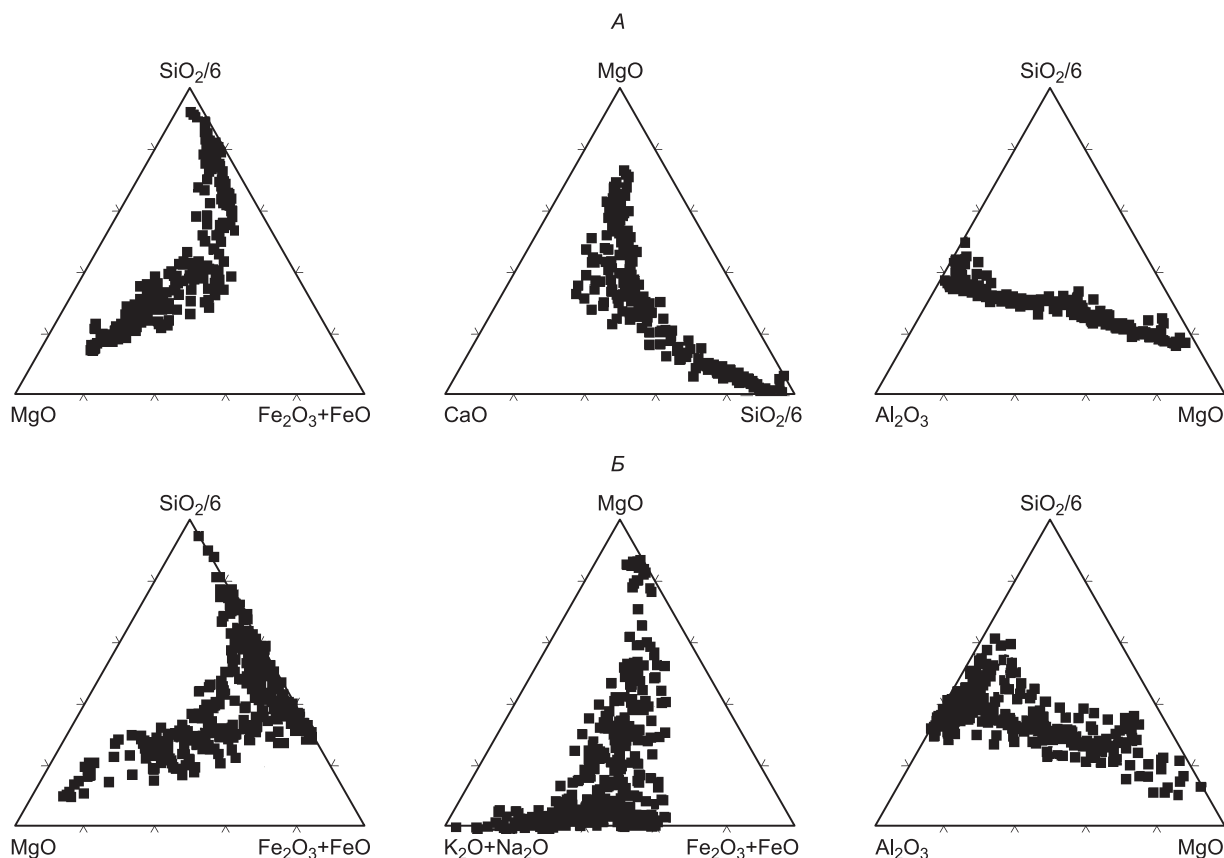 А
SiO₂/6 MgO SiO₂/6
MgO Fe₂O₃+FeO CaO SiO₂/6 Al₂O₃ MgO
Б
SiO₂/6 MgO SiO₂/6
MgO Fe₂O₃+FeO K₂O+Na₂O Fe₂O₃+FeO Al₂O₃ MgO